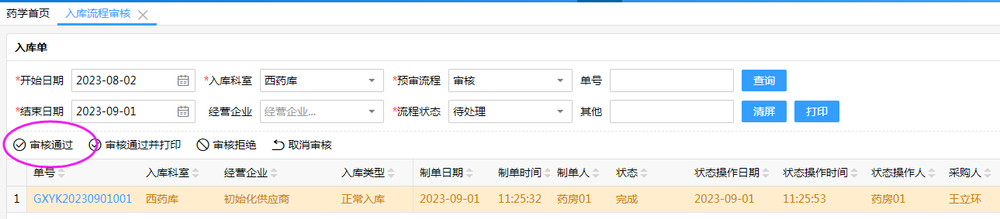 药学首页 入库流程审核
入库单
*开始日期 2023-08-02 *入库科室 西药库 *预审流程 审核 单号 查询
*结束日期 2023-09-01 经营企业 经营企业... *流程状态 待处理 其他 清屏 打印
审核通过 审核通过并打印 审核拒绝 取消审核
单号 入库科室 经营企业 入库类型 制单日期 制单时间 制单人 状态 状态操作日期 状态操作时间 状态操作人 采购人
1 GXYK20230901001 西药库 初始化供应商 正常入库 2023-09-01 11:25:32 药房01 完成 2023-09-01 11:25:53 药房01 王立环